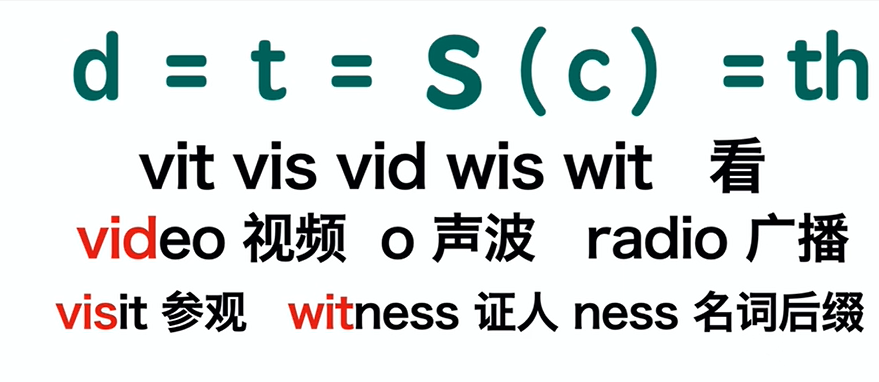 d = t = S (c) = th
vit vis vid wis wit 看
video 视频 o 声波 radio 广播
visit 参观 witness 证人 ness 名词后缀